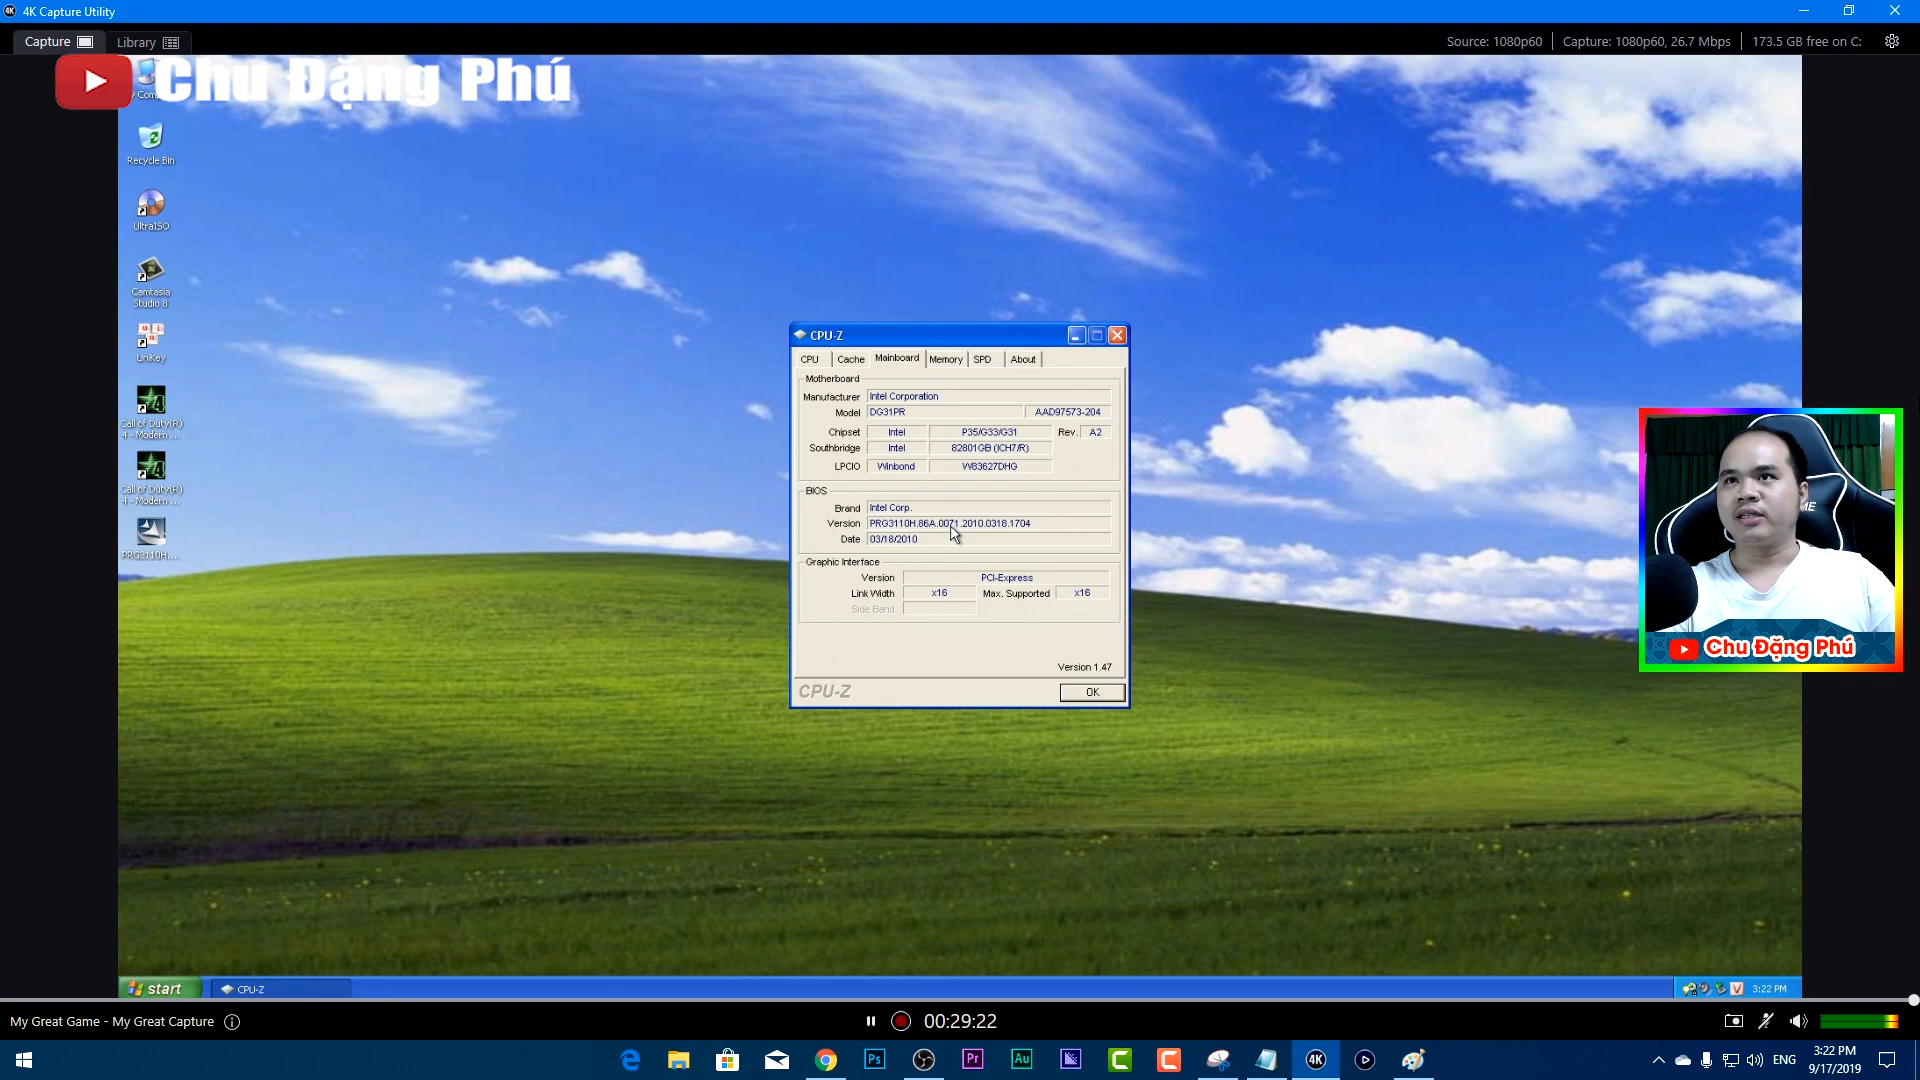 4K Capture Utility
Capture
Library
Source: 1080p60
Capture: 1080p60, 26.7 Mbps
173.5 GB free on C:
Chu Đặng Phú
Recycle Bin
UltraISO
Camtasia
Studio 8
UniKey
Call of Duty(R)
4 - Modern ...
Call of Duty(R)
4 - Modern ...
PRG3110H....
CPU-Z
CPU
Cache
Mainboard
Memory
SPD
About
Motherboard
Manufacturer Intel Corporation
Model DG31PR AAD97573-204
Chipset Intel P35/G33/G31 Rev. A2
Southbridge Intel 82801GB (ICH7/R)
LPCIO Winbond W83627DHG
BIOS
Brand Intel Corp.
Version PRG3110H.86A.0071.2010.0318.1704
Date 03/18/2010
Graphic Interface
Version PCI-Express
Link Width x16 Max. Supported x16
Side Band
Version 1.47
CPU-Z
OK
Chu Đặng Phú
start
CPU-Z
3:22 PM
My Great Game - My Great Capture
00:29:22
Ps
Pr
Au
4K
ENG
3:22 PM
9/17/2019